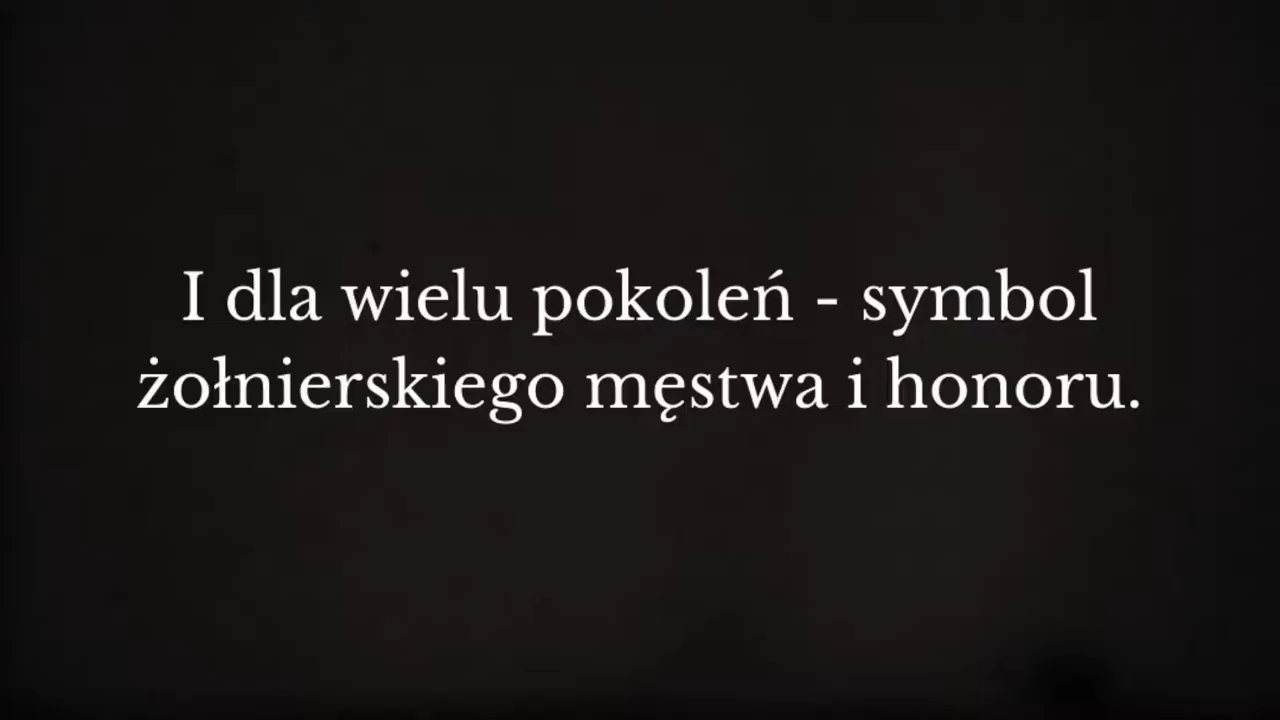 I dla wielu pokoleń - symbol
żołnierskiego męstwa i honoru.